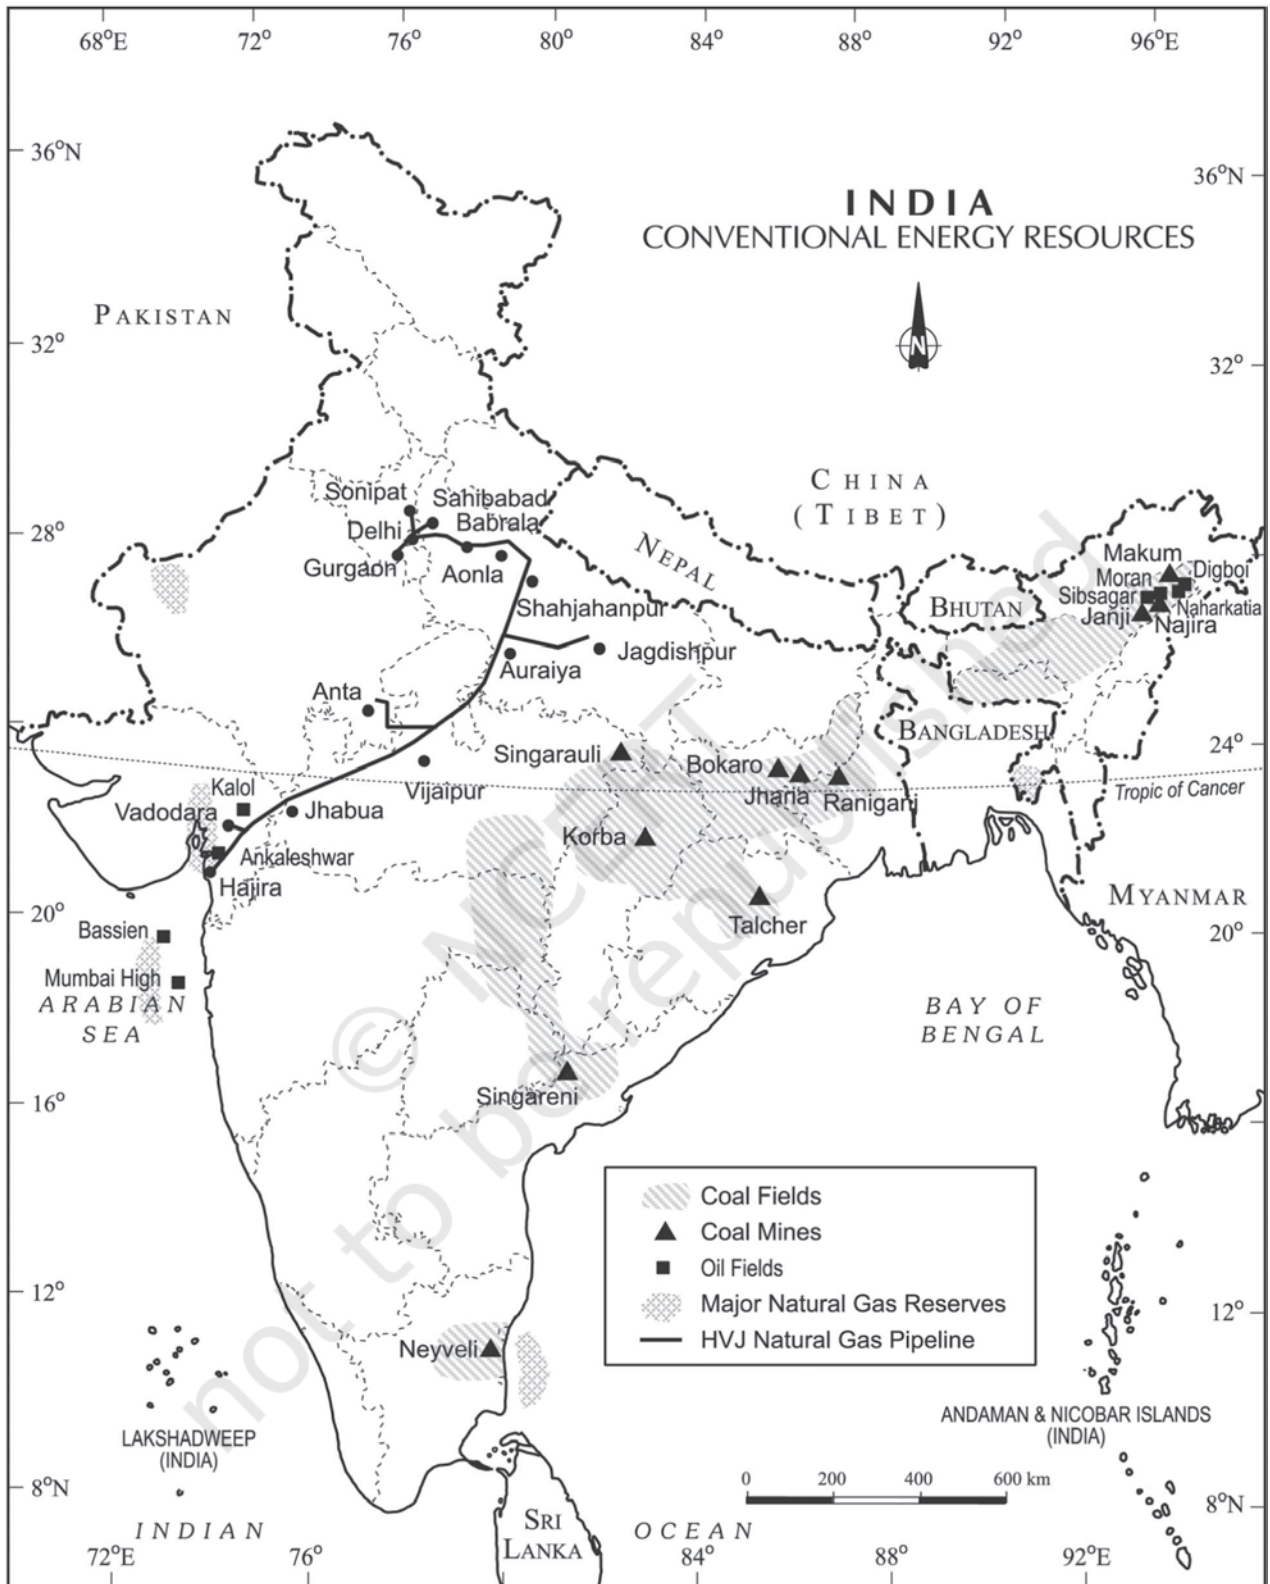 68°E 72° 76° 80° 84° 88° 92° 96°E
36°N
36°N
INDIA
CONVENTIONAL ENERGY RESOURCES
PAKISTAN
N
32°
32°
CHINA
(TIBET)
Sonipat
Sahibabad
Delhi
Babrala
28°
NEPAL
Gurgaon
Aonla
Makum
Digboi
Moran
Sibsagar
Naharkatia
Janji
Najira
BHUTAN
Shahjahanpur
Jagdishpur
Auraiya
Anta
BANGLADESH
24°
Singarauli
Bokaro
Jharia
Raniganj
Tropic of Cancer
Vijaipur
Kalol
Vadodara
Jhabua
Korba
Ankaleshwar
Hajira
MYANMAR
20°
20°
Talcher
Bassien
Mumbai High
ARABIAN
SEA
BAY OF
BENGAL
16°
Singareni
© NCERT
not to be republished
Coal Fields
Coal Mines
Oil Fields
Major Natural Gas Reserves
HVJ Natural Gas Pipeline
12°
12°
Neyveli
LAKSHADWEEP
(INDIA)
ANDAMAN & NICOBAR ISLANDS
(INDIA)
0 200 400 600 km
8°N
8°N
INDIAN
OCEAN
SRI
LANKA
72°E 76° 84° 88° 92°E